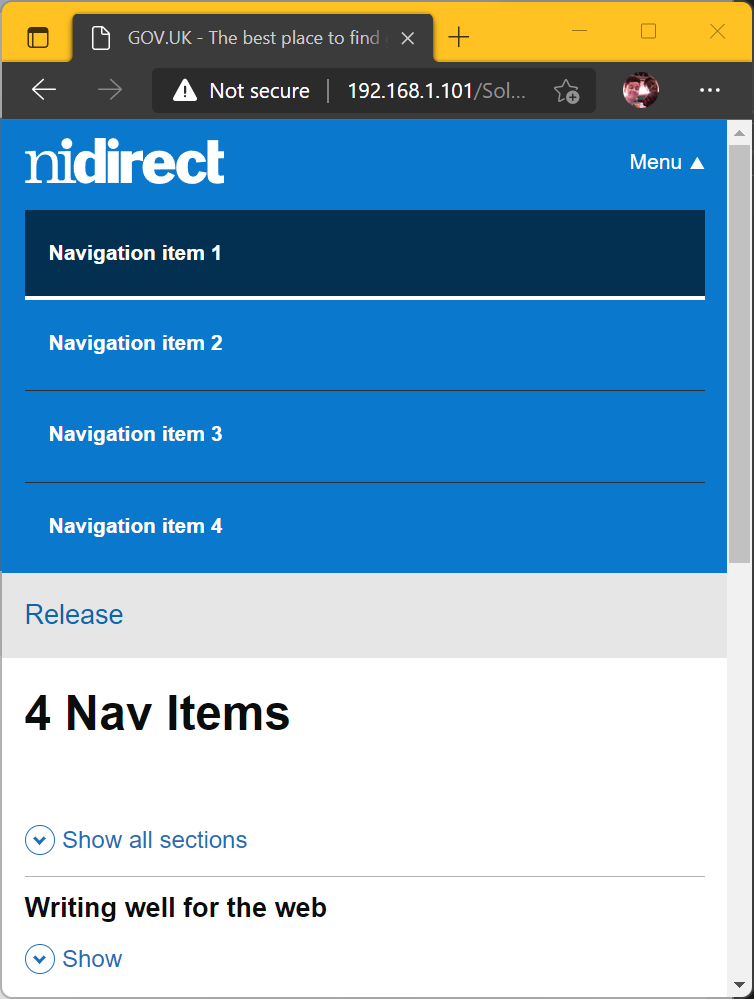 GOV.UK - The best place to find
Not secure | 192.168.1.101/Sol...
nidirect
Menu ▲
Navigation item 1
Navigation item 2
Navigation item 3
Navigation item 4
Release
4 Nav Items
Show all sections
Writing well for the web
Show